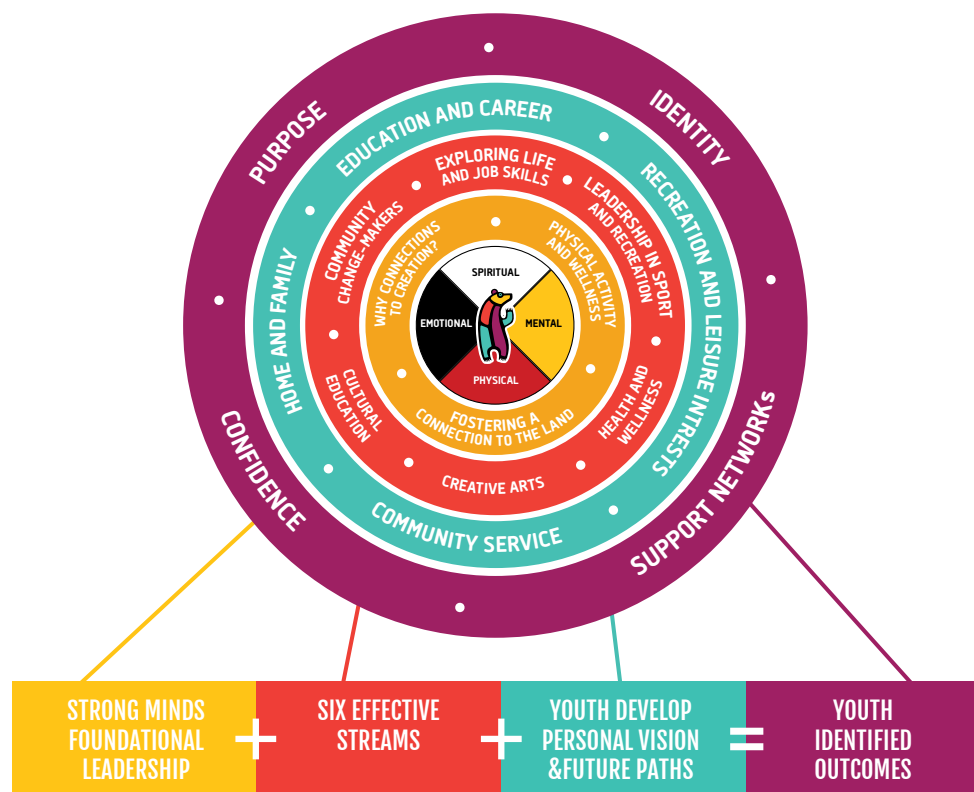 PURPOSE
IDENTITY
SUPPORT NETWORKs
CONFIDENCE
EDUCATION AND CAREER
RECREATION AND LEISURE INTRESTS
COMMUNITY SERVICE
HOME AND FAMILY
EXPLORING LIFE
AND JOB SKILLS
LEADERSHIP IN SPORT
AND RECREATION
HEALTH AND
WELLNESS
CREATIVE ARTS
CULTURAL
EDUCATION
COMMUNITY
CHANGE-MAKERS
WHY CONNECTIONS
TO CREATION?
PHYSICAL ACTIVITY
AND WELLNESS
FOSTERING A
CONNECTION TO THE LAND
SPIRITUAL
EMOTIONAL
MENTAL
PHYSICAL
STRONG MINDS
FOUNDATIONAL
LEADERSHIP
+
SIX EFFECTIVE
STREAMS
+
YOUTH DEVELOP
PERSONAL VISION
&FUTURE PATHS
=
YOUTH
IDENTIFIED
OUTCOMES